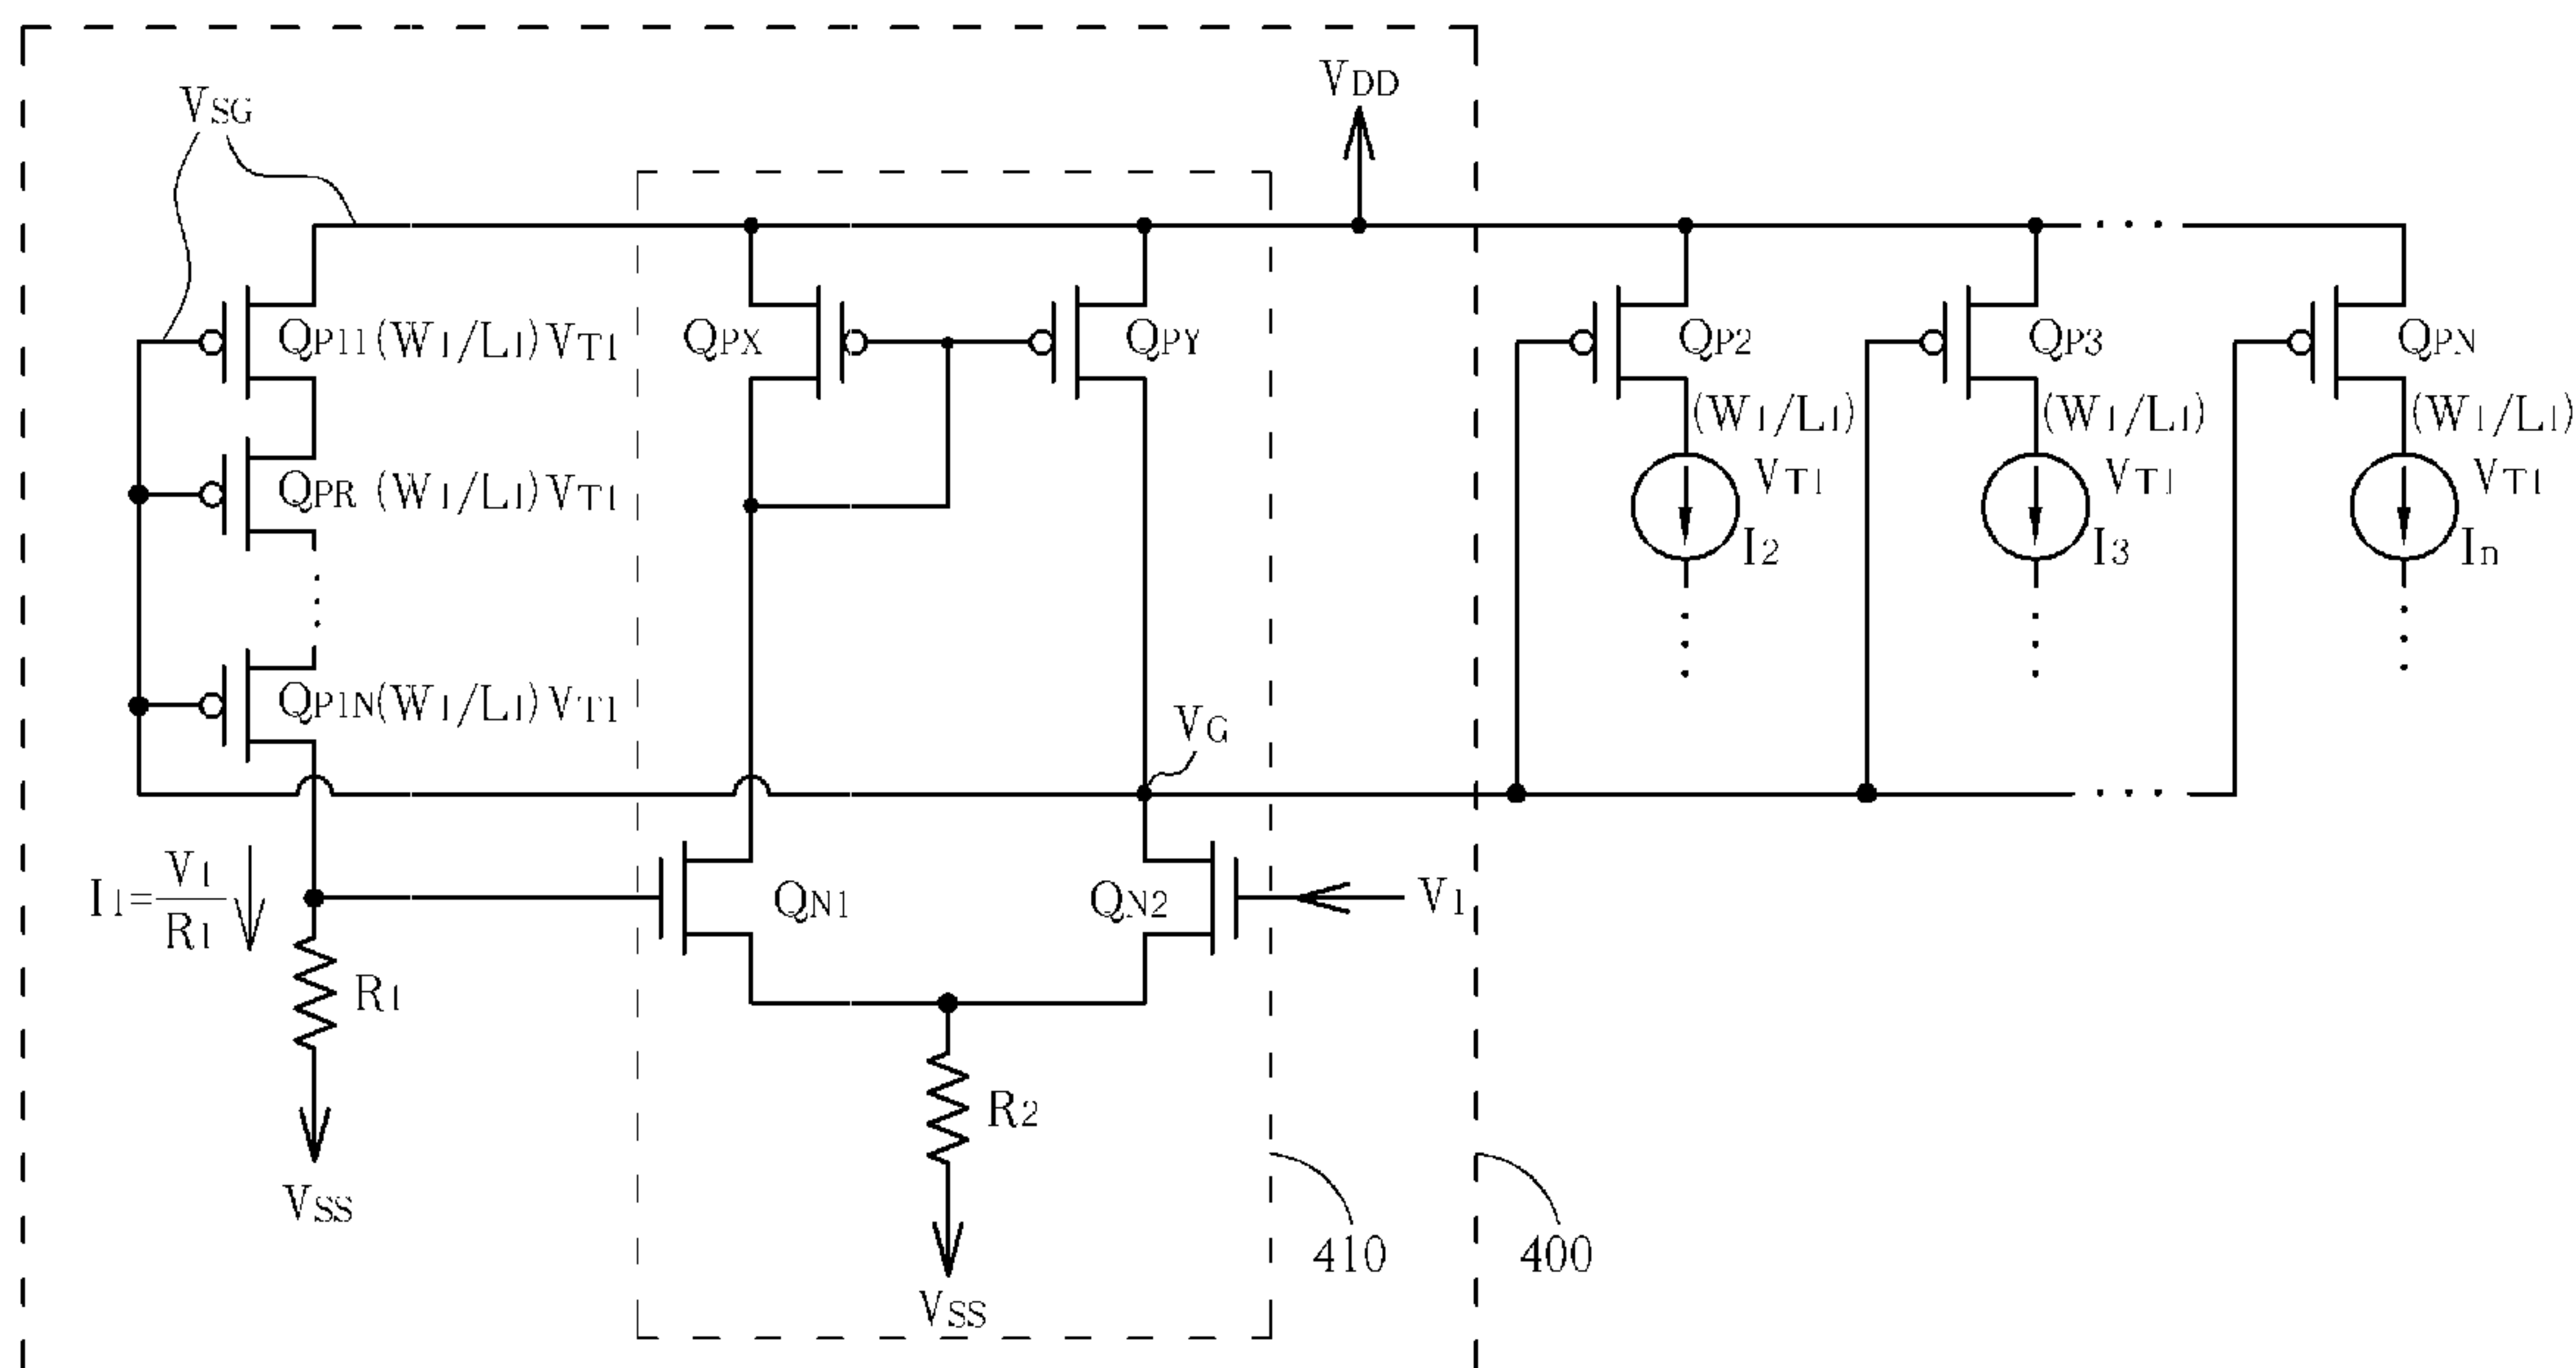 VDD
VSG
QP11 (W1/L1) VT1
QPX
QPY
QP2
(W1/L1)
VT1
I2
QP3
(W1/L1)
VT1
I3
QPN
(W1/L1)
VT1
In
QPR (W1/L1) VT1
QP1N (W1/L1) VT1
VG
I1=V1/R1
QN1
QN2
V1
R1
R2
VSS
VSS
410
400